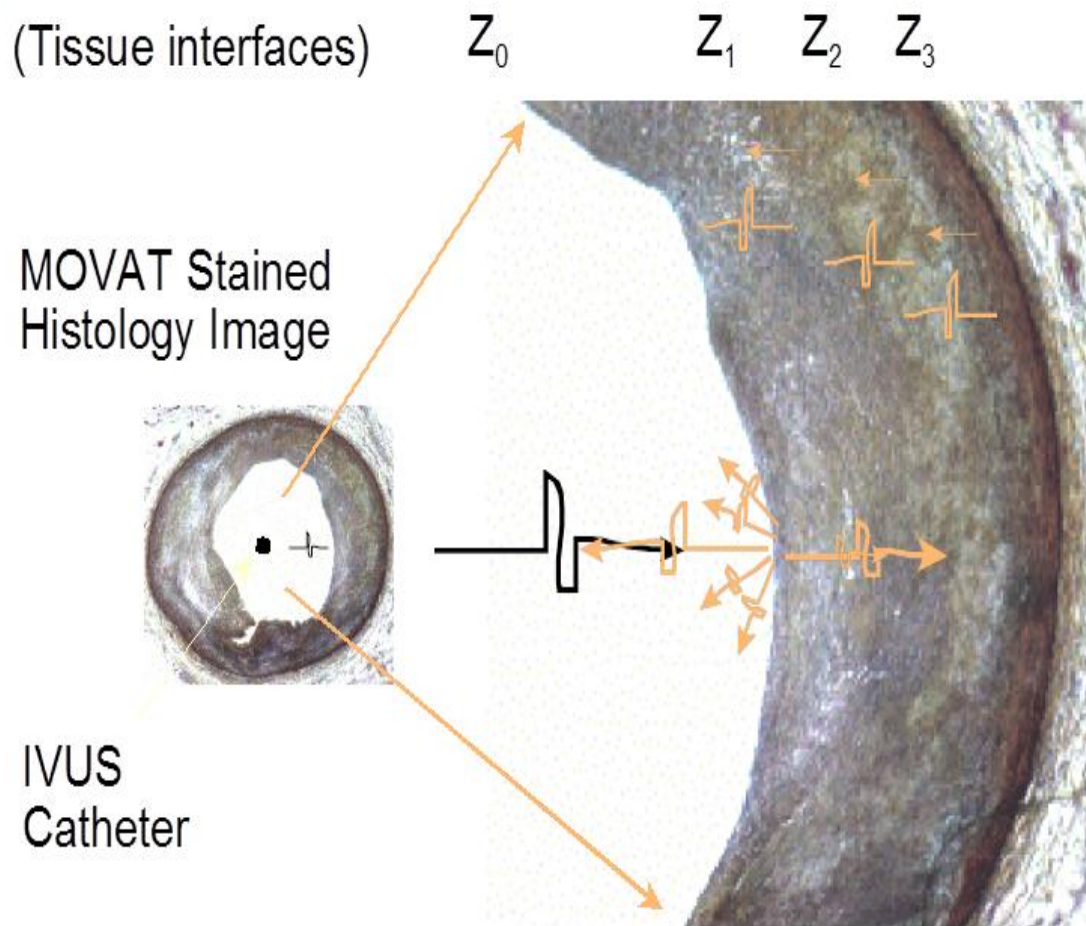 (Tissue interfaces) Z0 Z1 Z2 Z3
MOVAT Stained
Histology Image
IVUS
Catheter